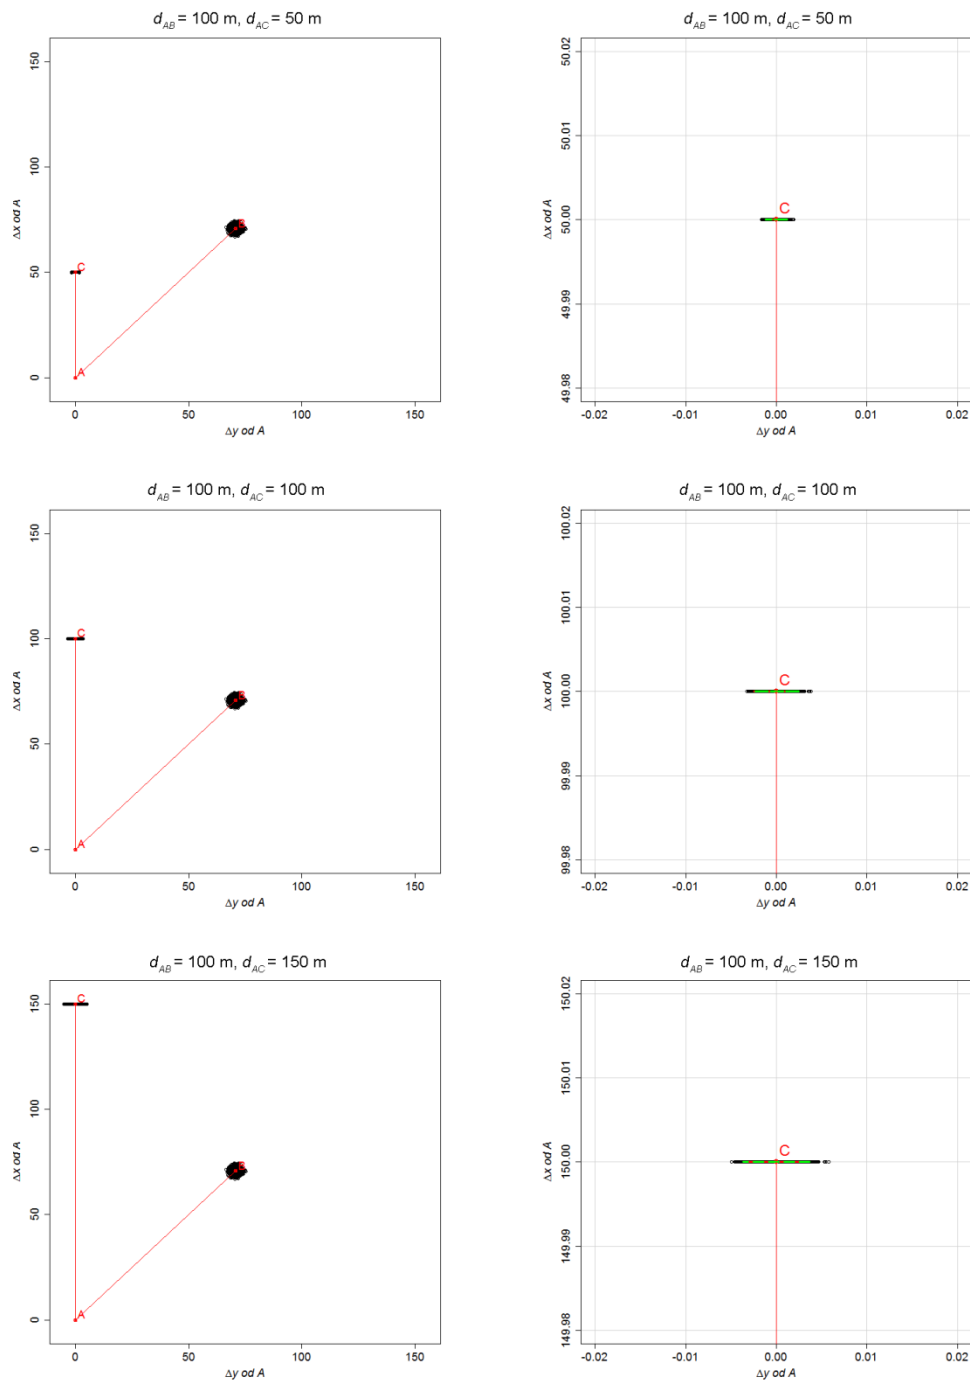 d_AB = 100 m, d_AC = 50 m
150
100
50
0
Δx od A
C
B
A
0 50 100 150
Δy od A
d_AB = 100 m, d_AC = 50 m
50.02
50.01
50.00
49.99
49.98
Δx od A
C
-0.02 -0.01 0.00 0.01 0.02
Δy od A
d_AB = 100 m, d_AC = 100 m
150
100
50
0
Δx od A
C
B
A
0 50 100 150
Δy od A
d_AB = 100 m, d_AC = 100 m
100.02
100.01
100.00
99.99
99.98
Δx od A
C
-0.02 -0.01 0.00 0.01 0.02
Δy od A
d_AB = 100 m, d_AC = 150 m
150
100
50
0
Δx od A
C
B
A
0 50 100 150
Δy od A
d_AB = 100 m, d_AC = 150 m
150.02
150.01
150.00
149.99
149.98
Δx od A
C
-0.02 -0.01 0.00 0.01 0.02
Δy od A